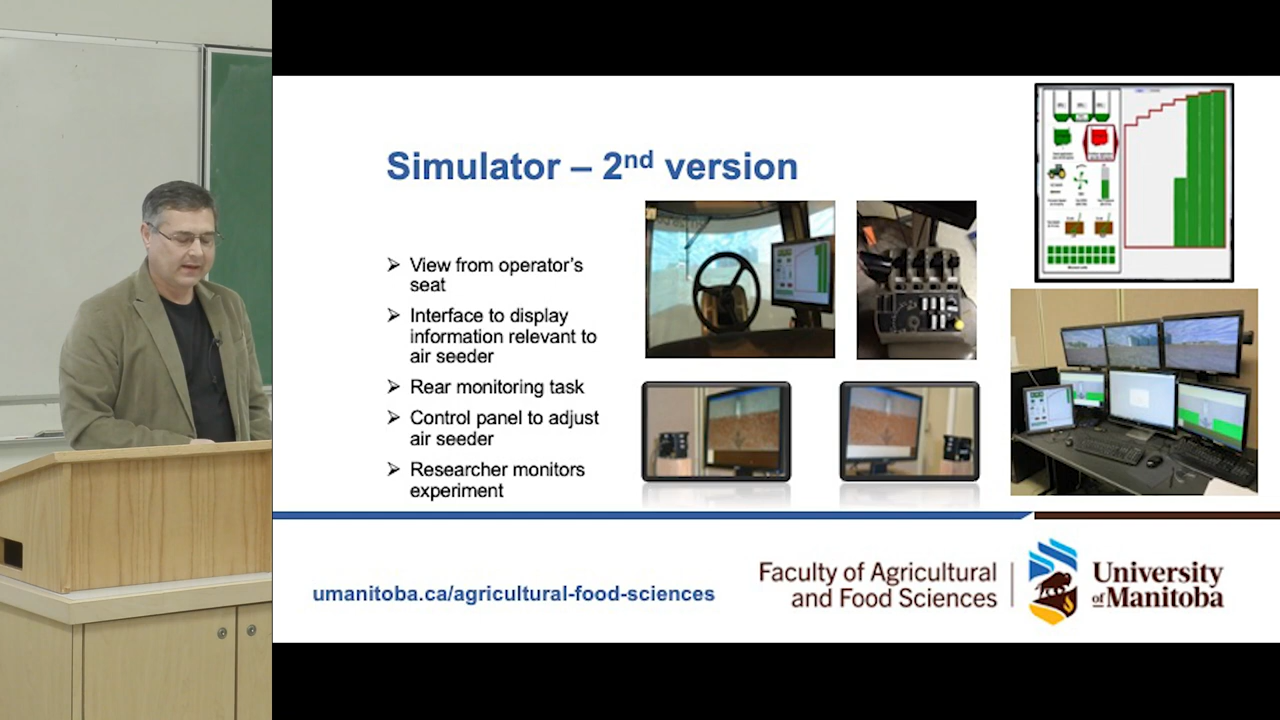 Simulator – 2nd version
➢ View from operator's
seat
➢ Interface to display
information relevant to
air seeder
➢ Rear monitoring task
➢ Control panel to adjust
air seeder
➢ Researcher monitors
experiment
umanitoba.ca/agricultural-food-sciences
Faculty of Agricultural
and Food Sciences
University
of Manitoba